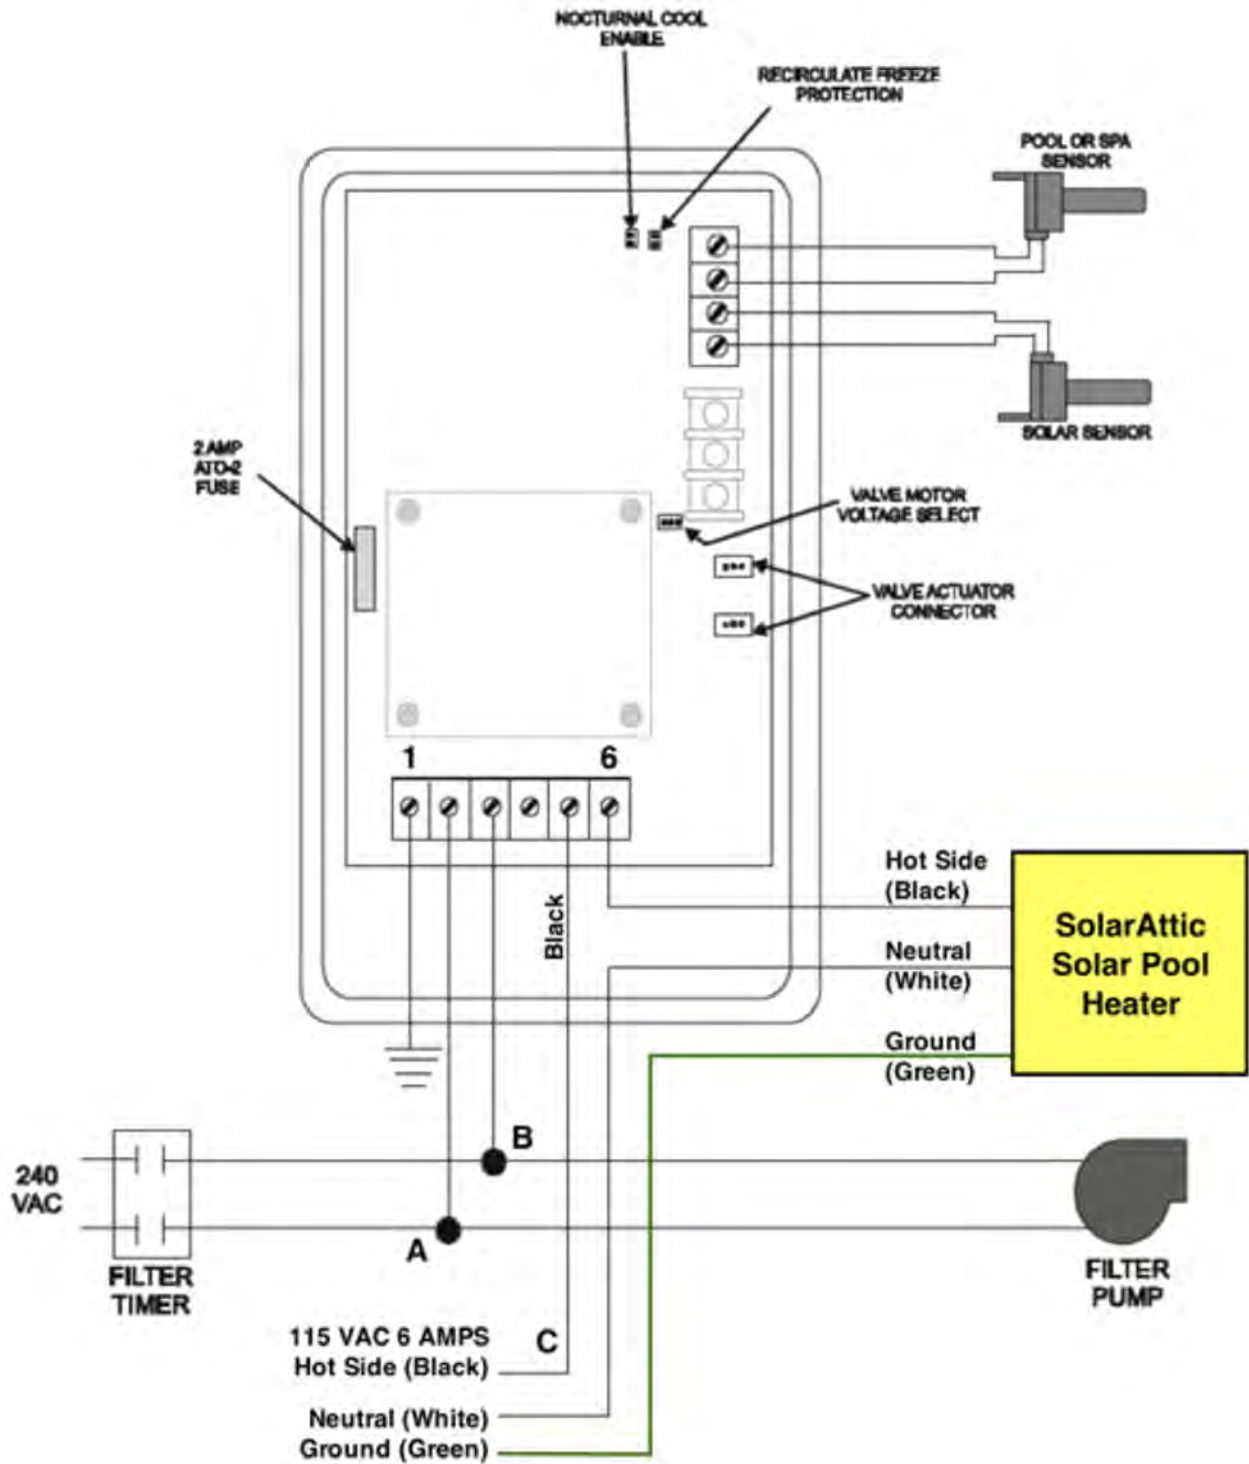 NOCTURNAL COOL
ENABLE
RECIRCULATE FREEZE
PROTECTION
POOL OR SPA
SENSOR
SOLAR SENSOR
2 AMP
ATO-2
FUSE
VALVE MOTOR
VOLTAGE SELECT
VALVE ACTUATOR
CONNECTOR
1
6
Black
Hot Side
(Black)
Neutral
(White)
Ground
(Green)
SolarAttic
Solar Pool
Heater
B
240
VAC
A
FILTER
TIMER
FILTER
PUMP
115 VAC 6 AMPS
C
Hot Side (Black)
Neutral (White)
Ground (Green)